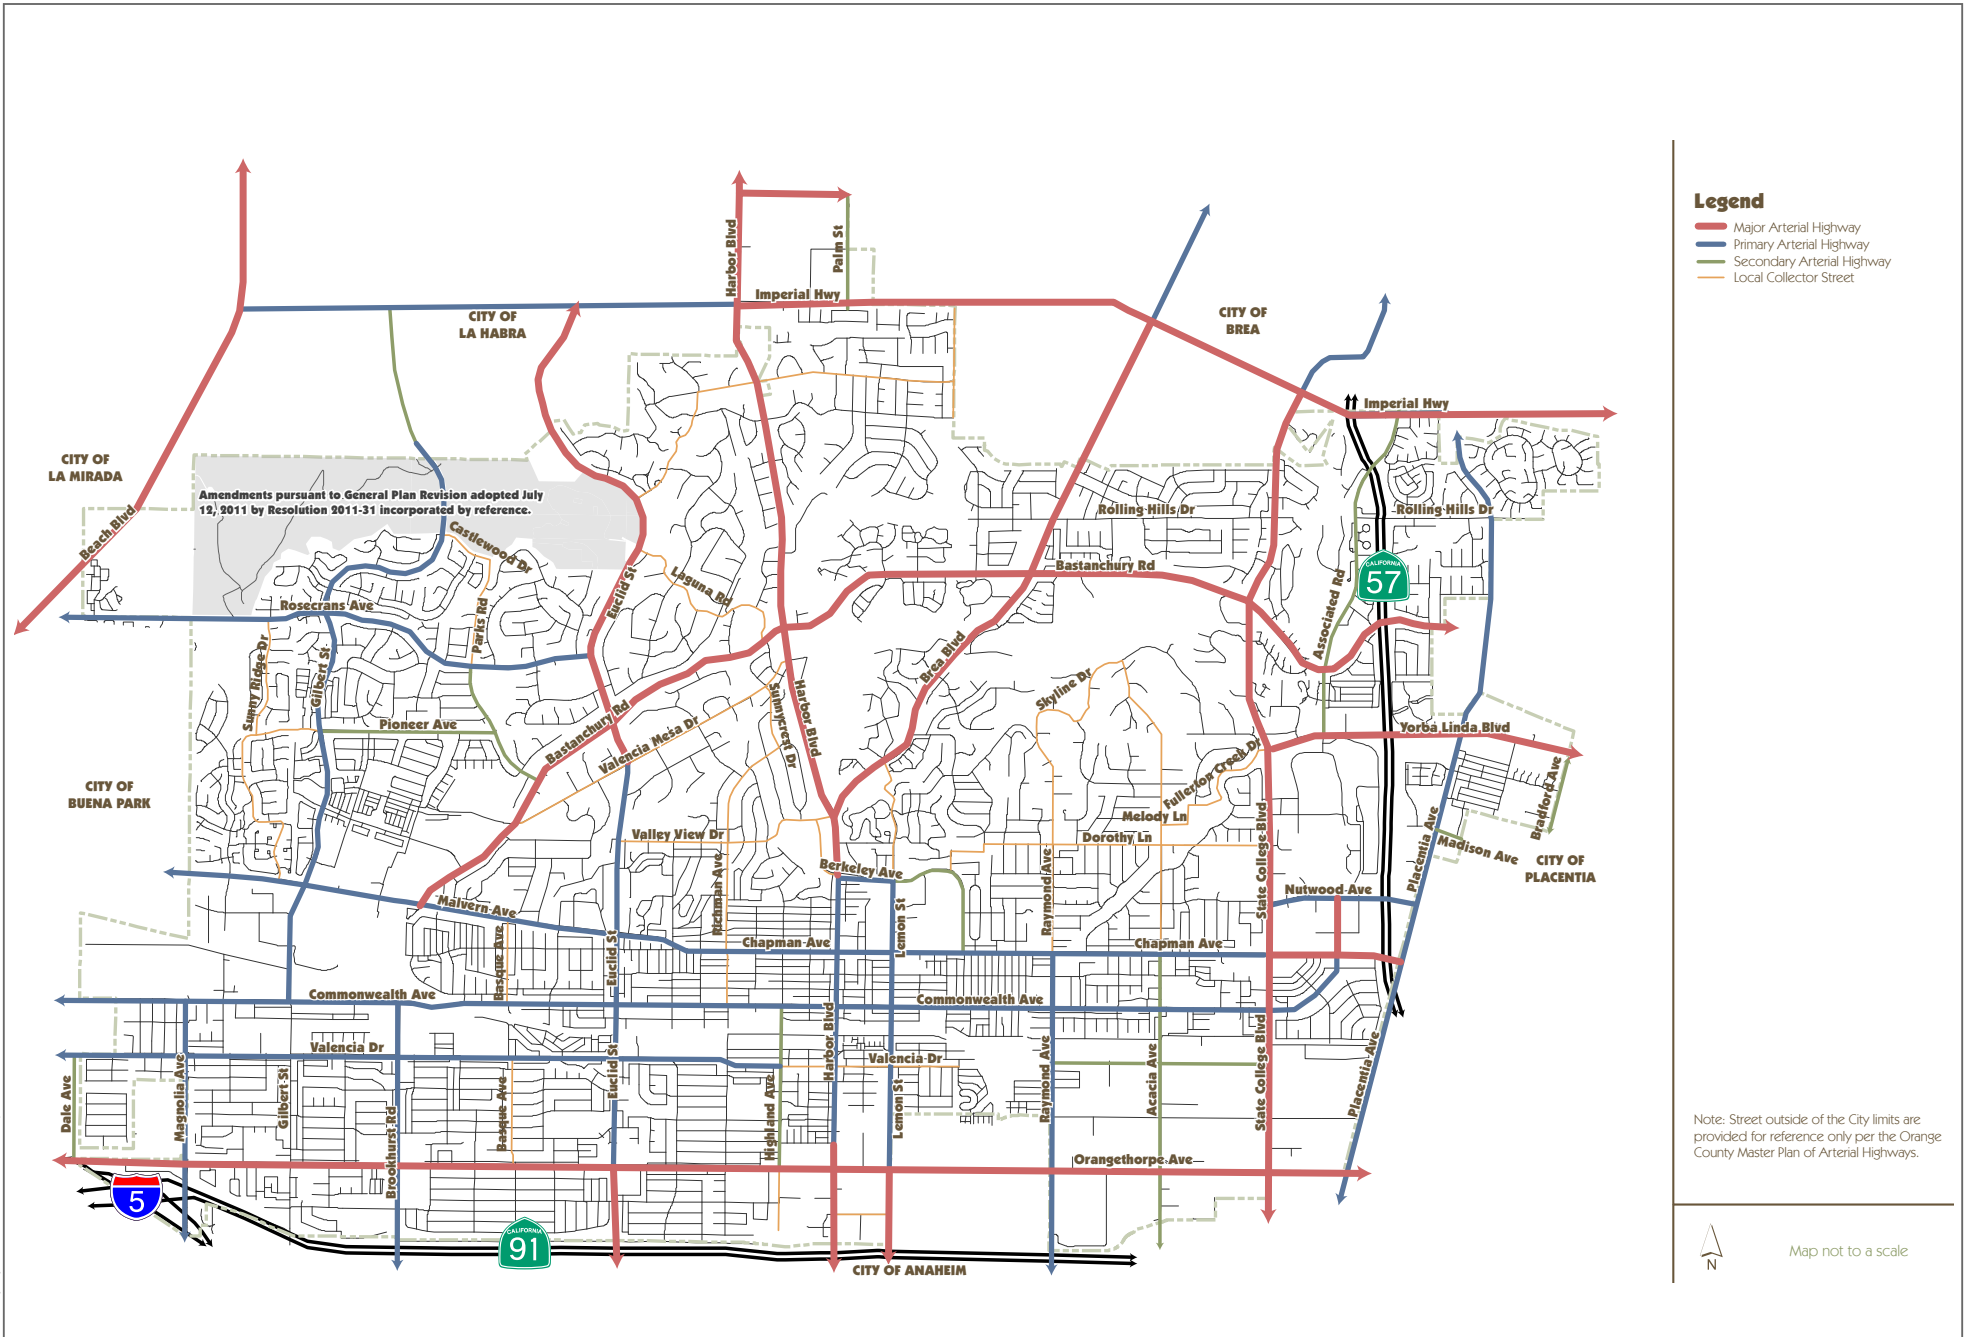 Harbor Blvd
Palm St
Imperial Hwy
CITY OF
LA HABRA
CITY OF
BREA
Imperial Hwy
CITY OF
LA MIRADA
Beach Blvd
Amendments pursuant to General Plan Revision adopted July
12, 2011 by Resolution 2011-31 incorporated by reference.
Castlewood Dr
Rolling Hills Dr
Rolling Hills Dr
Bastanchury Rd
CALIFORNIA
57
Laguna Rd
Euclid St
Rosecrans Ave
Parks Rd
Associated Rd
Sunny Ridge Dr
Gilbert St
Brea Blvd
Skyline Dr
Sunnycrest Dr
Harbor Blvd
Pioneer Ave
Bastanchury Rd
Valencia Mesa Dr
Yorba Linda Blvd
Fullerton Creek Dr
Bradford Ave
CITY OF
BUENA PARK
Melody Ln
Valley View Dr
Dorothy Ln
State College Blvd
Placentia Ave
Madison Ave
CITY OF
PLACENTIA
Berkeley Ave
Richman Ave
Raymond Ave
Nutwood Ave
Malvern Ave
Lemon St
Basque Ave
Euclid St
Chapman Ave
Chapman Ave
Commonwealth Ave
Commonwealth Ave
Harbor Blvd
Valencia Dr
Valencia Dr
Dale Ave
Magnolia Ave
Gilbert St
Brookhurst Rd
Basque Ave
Euclid St
Highland Ave
Lemon St
Raymond Ave
Acacia Ave
State College Blvd
Placentia Ave
Orangethorpe Ave
5
CALIFORNIA
91
CITY OF ANAHEIM
Legend
Major Arterial Highway
Primary Arterial Highway
Secondary Arterial Highway
Local Collector Street
Note: Street outside of the City limits are
provided for reference only per the Orange
County Master Plan of Arterial Highways.
N
Map not to a scale